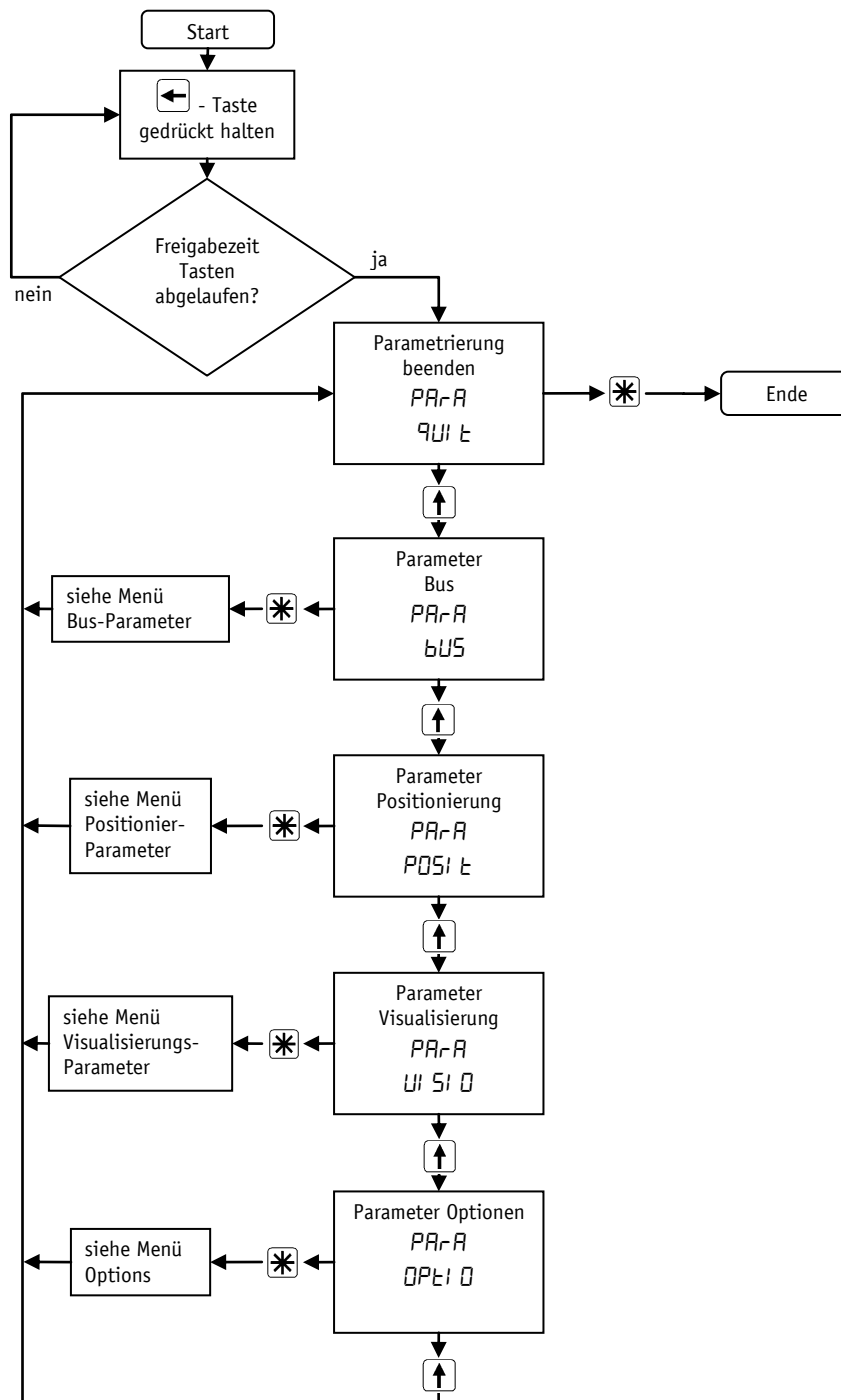 Start
- Taste
gedrückt halten
Freigabezeit
Tasten
abgelaufen?
nein
ja
Parametrierung
beenden
PArA
qUIt
Ende
Parameter
Bus
PArA
bUS
siehe Menü
Bus-Parameter
Parameter
Positionierung
PArA
POSIt
siehe Menü
Positionier-
Parameter
Parameter
Visualisierung
PArA
UISIO
siehe Menü
Visualisierungs-
Parameter
Parameter Optionen
PArA
OPtIO
siehe Menü
Options